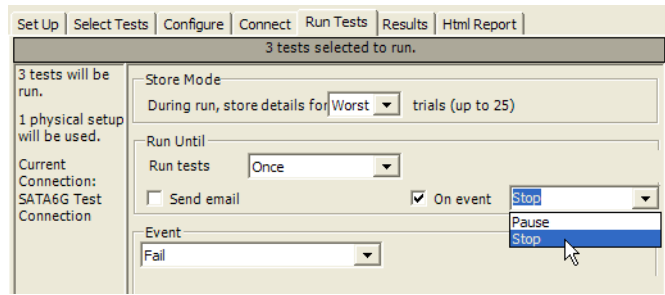 Set Up Select Tests Configure Connect Run Tests Results Html Report
3 tests selected to run.
3 tests will be
run.
1 physical setup
will be used.
Current
Connection:
SATA6G Test
Connection
Store Mode
During run, store details for Worst trials (up to 25)
Run Until
Run tests Once
Send email On event Stop
Pause
Stop
Event
Fail